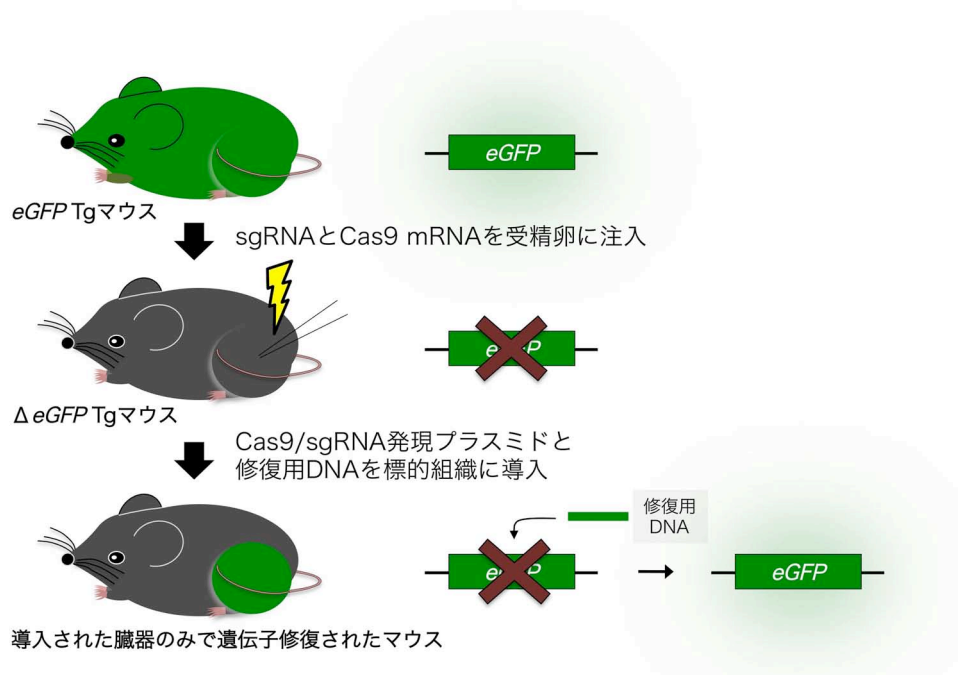 eGFP
eGFP Tgマウス
sgRNAとCas9 mRNAを受精卵に注入
eGFP
Δ eGFP Tgマウス
Cas9/sgRNA発現プラスミドと
修復用DNAを標的組織に導入
修復用
DNA
eGFP
eGFP
導入された臓器のみで遺伝子修復されたマウス